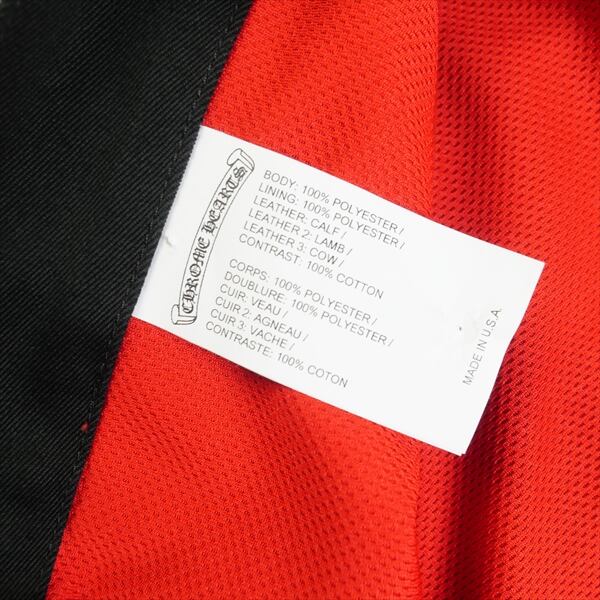 CHROME HEARTS
BODY: 100% POLYESTER /
LINING: 100% POLYESTER /
LEATHER: CALF /
LEATHER 2: LAMB /
LEATHER 3: COW /
CONTRAST: 100% COTTON
CORPS: 100% POLYESTER /
DOUBLURE: 100% POLYESTER /
CUIR: VEAU /
CUIR 2: AGNEAU /
CUIR 3: VACHE /
CONTRASTE: 100% COTON
MADE IN U.S.A.